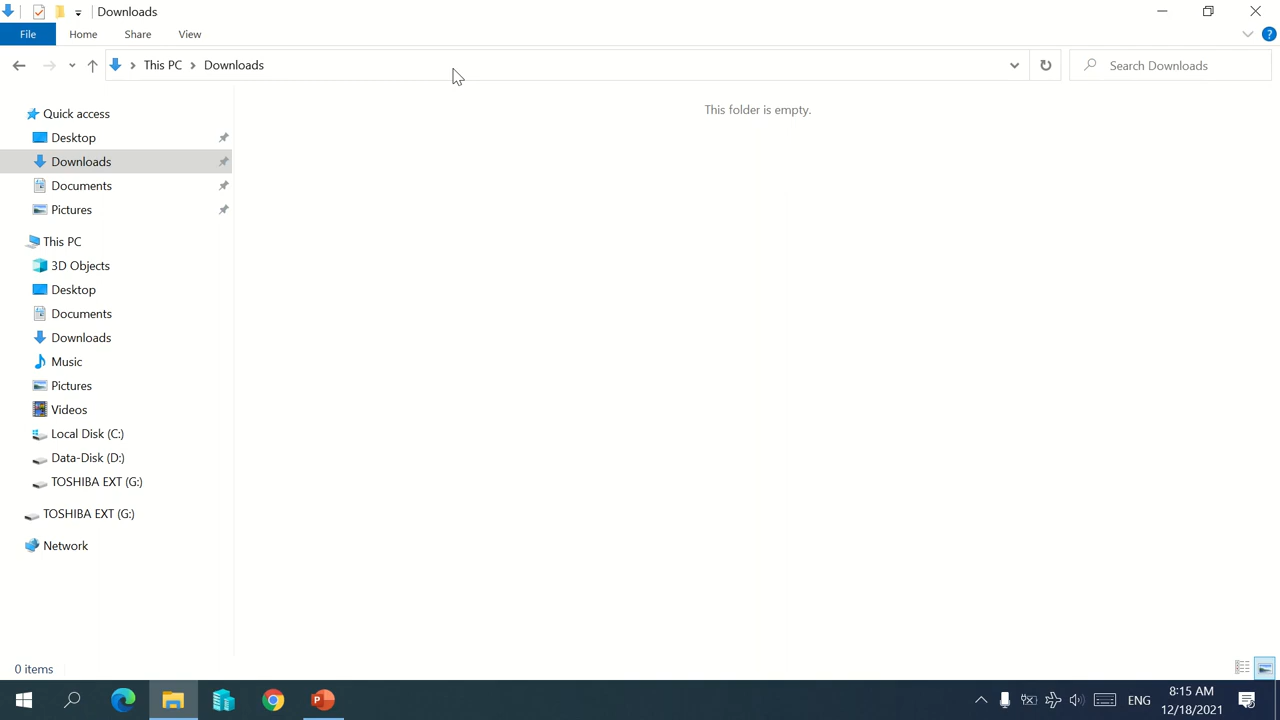 Downloads
File
Home
Share
View
This PC
Downloads
Search Downloads
Quick access
Desktop
Downloads
Documents
Pictures
This PC
3D Objects
Desktop
Documents
Downloads
Music
Pictures
Videos
Local Disk (C:)
Data-Disk (D:)
TOSHIBA EXT (G:)
TOSHIBA EXT (G:)
Network
This folder is empty.
0 items
ENG
8:15 AM
12/18/2021